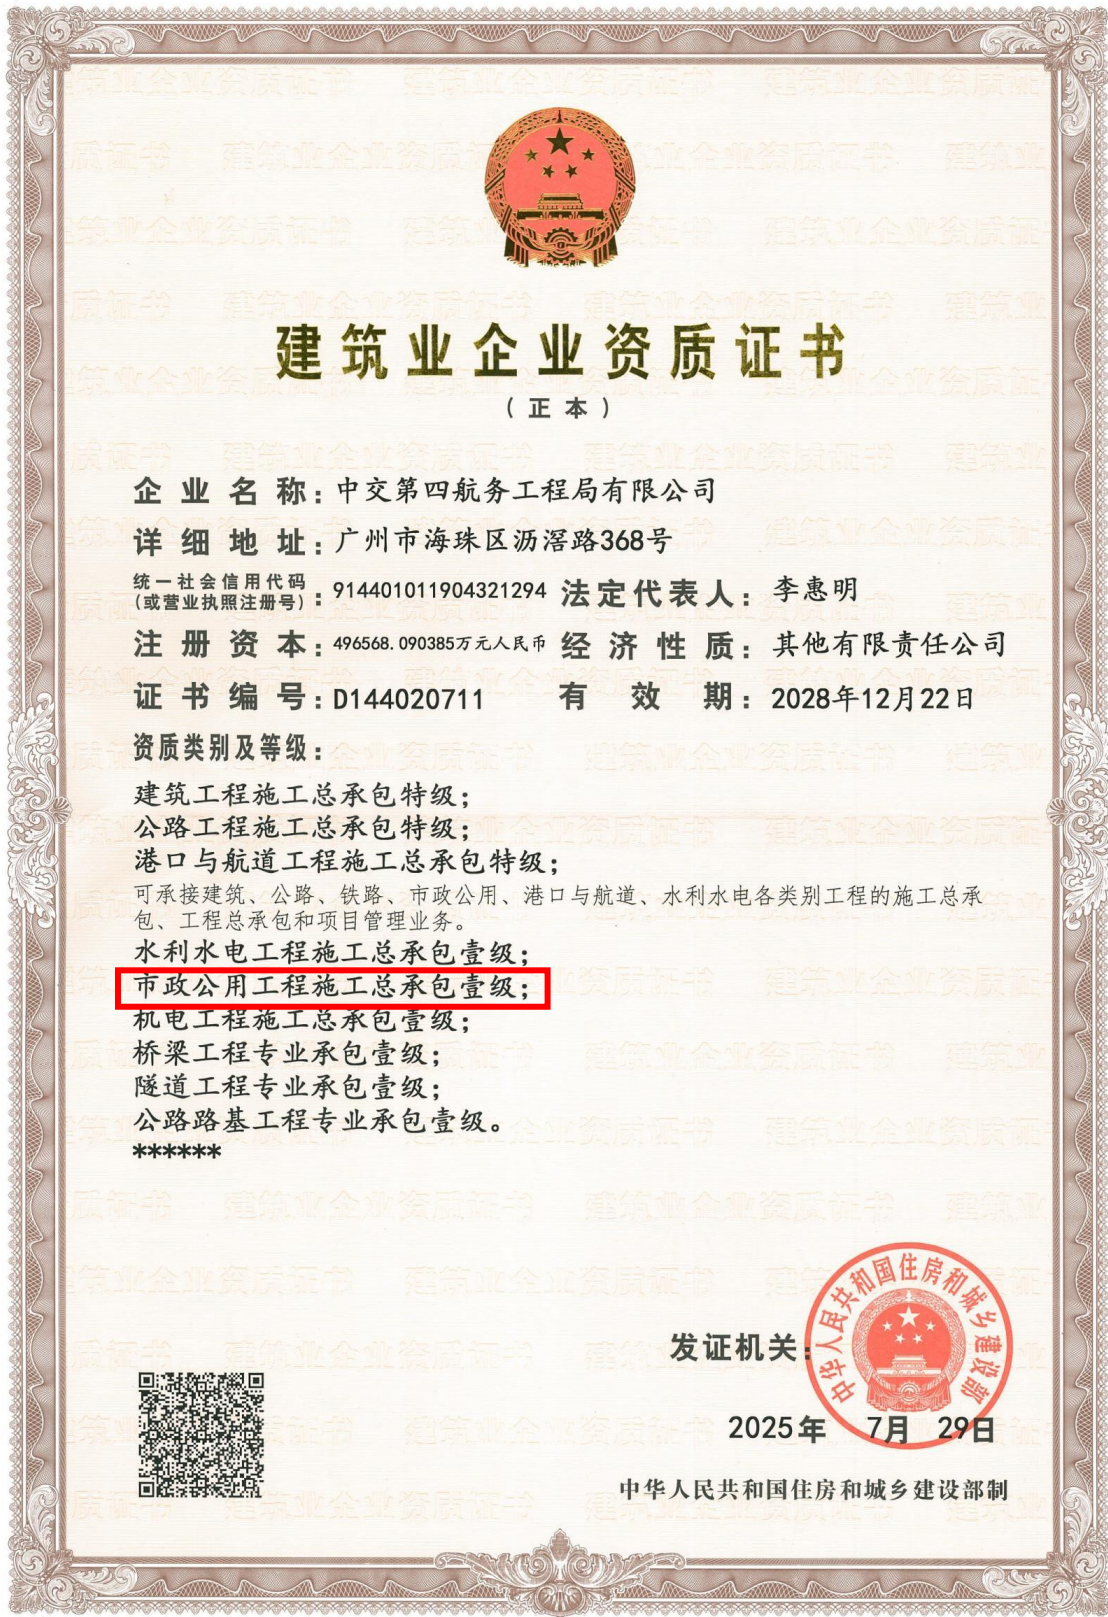 建筑业企业资质证书
（正本）
企业名称：中交第四航务工程局有限公司
详细地址：广州市海珠区沥滘路368号
统一社会信用代码
（或营业执照注册号）：914401011904321294 法定代表人：李惠明
注册资本：496568.090385万元人民币 经济性质：其他有限责任公司
证书编号：D144020711 有效期：2028年12月22日
资质类别及等级：
建筑工程施工总承包特级；
公路工程施工总承包特级；
港口与航道工程施工总承包特级；
可承接建筑、公路、铁路、市政公用、港口与航道、水利水电各类别工程的施工总承
包、工程总承包和项目管理业务。
水利水电工程施工总承包壹级；
市政公用工程施工总承包壹级；
机电工程施工总承包壹级；
桥梁工程专业承包壹级；
隧道工程专业承包壹级；
公路路基工程专业承包壹级。
******
中华人民共和国住房和城乡建设部
发证机关：
2025年 7月 29日
中华人民共和国住房和城乡建设部制